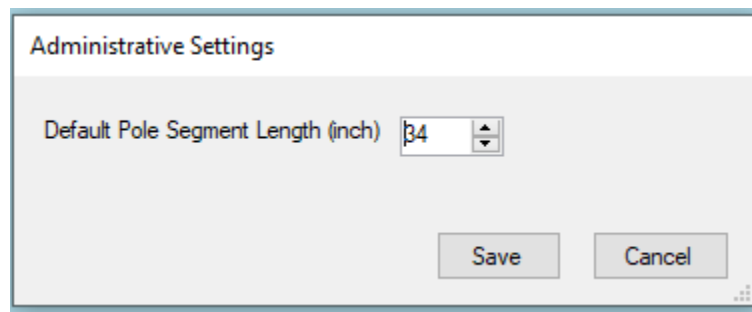 Administrative Settings
Default Pole Segment Length (inch) 34
Save Cancel